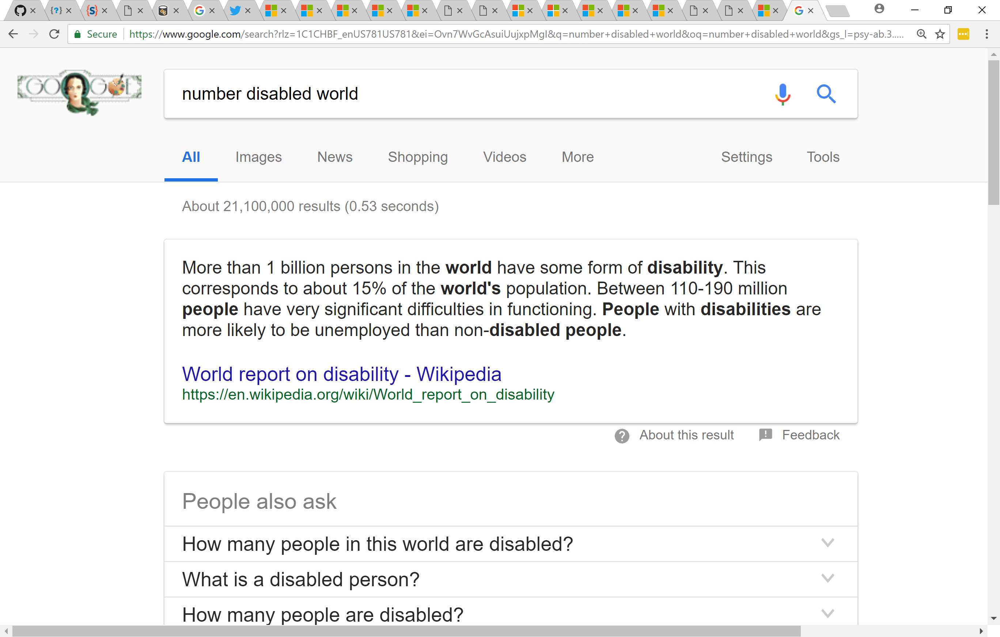 Secure
https://www.google.com/search?rlz=1C1CHBF_enUS781US781&ei=Ovn7WvGcAsuiUujxpMgI&q=number+disabled+world&oq=number+disabled+world&gs_l=psy-ab.3.....
GOOGLE
number disabled world
All Images News Shopping Videos More Settings Tools
About 21,100,000 results (0.53 seconds)
More than 1 billion persons in the world have some form of disability. This
corresponds to about 15% of the world's population. Between 110-190 million
people have very significant difficulties in functioning. People with disabilities are
more likely to be unemployed than non-disabled people.
World report on disability - Wikipedia
https://en.wikipedia.org/wiki/World_report_on_disability
About this result Feedback
People also ask
How many people in this world are disabled?
What is a disabled person?
How many people are disabled?